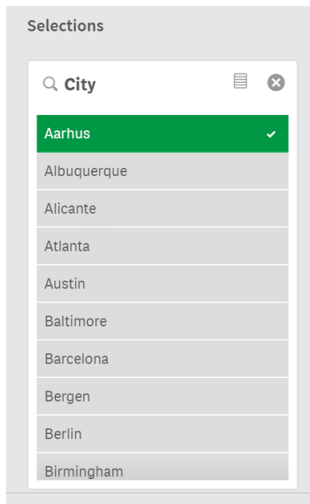 Selections
City
Aarhus
Albuquerque
Alicante
Atlanta
Austin
Baltimore
Barcelona
Bergen
Berlin
Birmingham